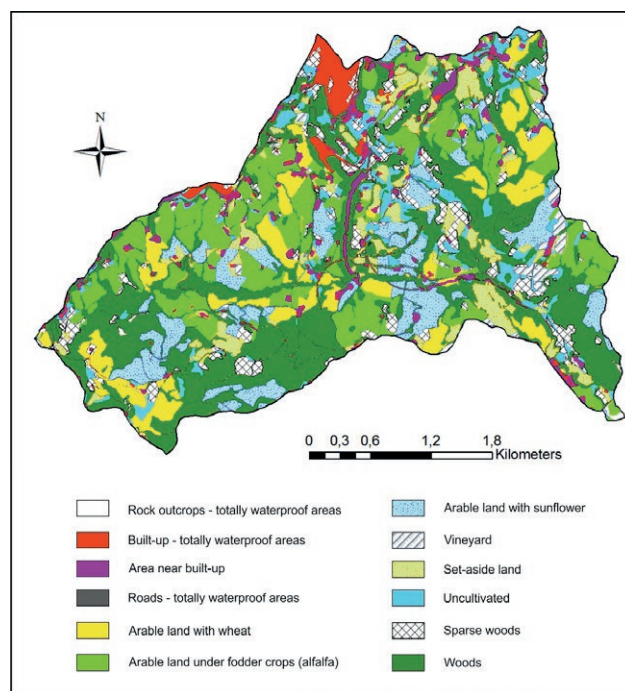 N
0 0,3 0,6 1,2 1,8
Kilometers
Rock outcrops - totally waterproof areas
Built-up - totally waterproof areas
Area near built-up
Roads - totally waterproof areas
Arable land with wheat
Arable land under fodder crops (alfalfa)
Arable land with sunflower
Vineyard
Set-aside land
Uncultivated
Sparse woods
Woods